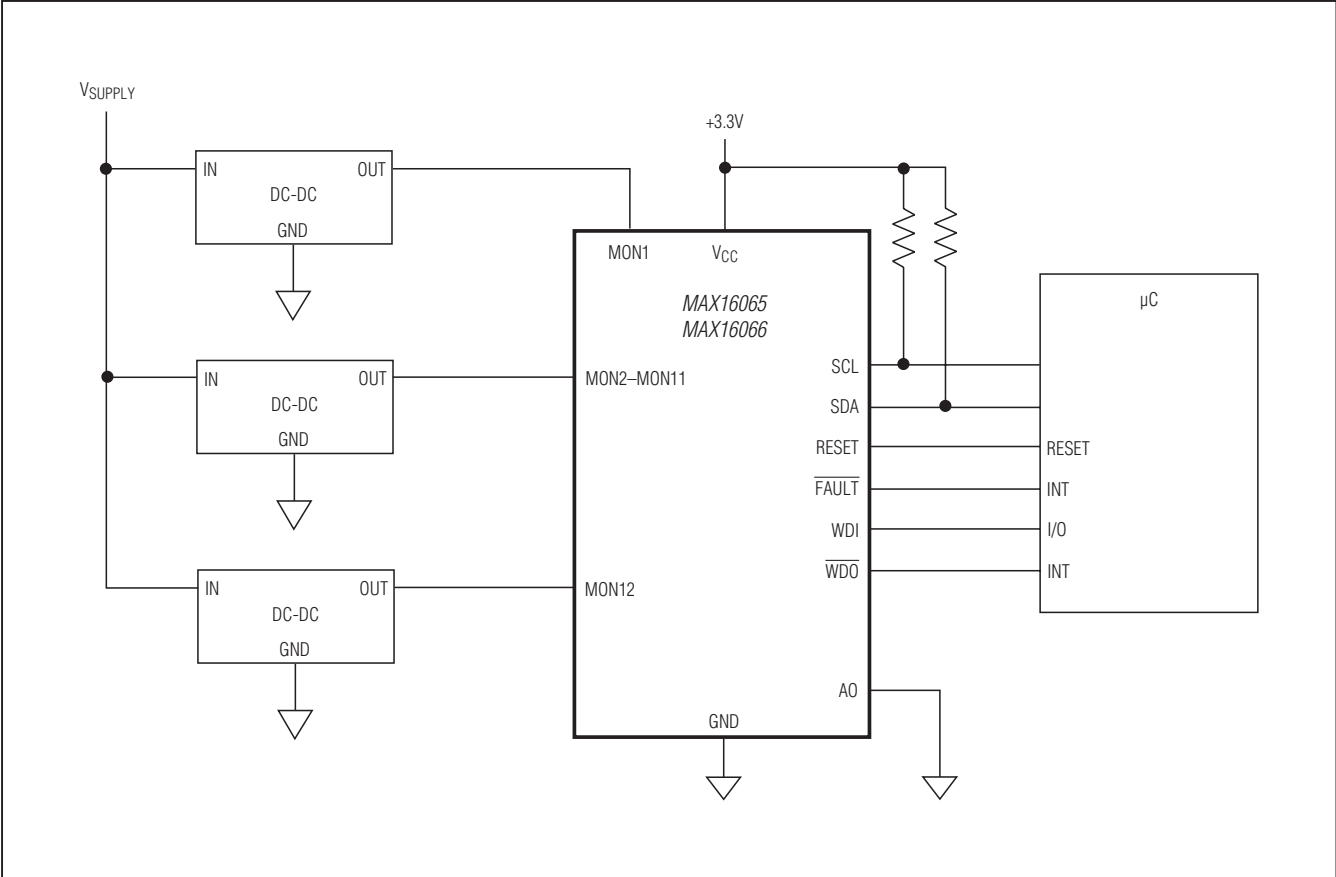 VSUPPLY
+3.3V
IN OUT
DC-DC
GND
MON1 VCC
MAX16065
MAX16066
µC
IN OUT
DC-DC
GND
MON2–MON11
SCL
SDA
RESET RESET
FAULT INT
WDI I/O
WDO INT
IN OUT
DC-DC
GND
MON12
A0
GND